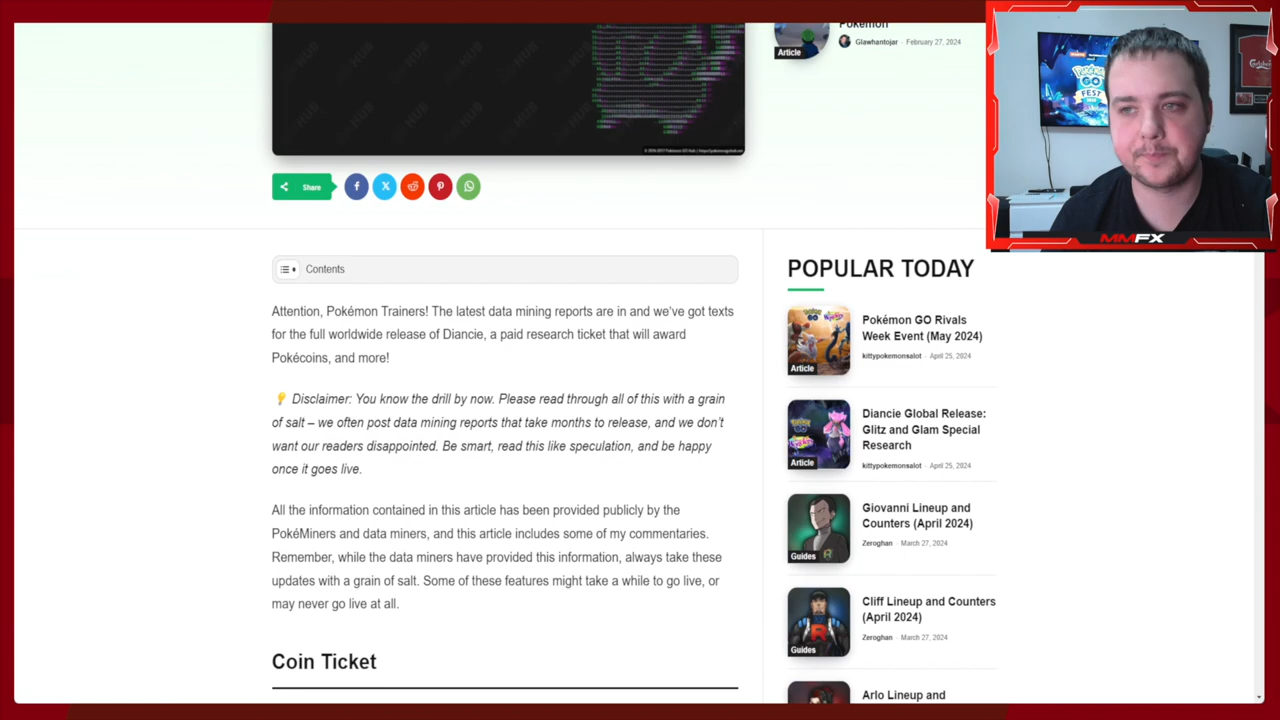 Pokémon
Glawhantojar - February 27, 2024
Article
Share
Contents
Attention, Pokémon Trainers! The latest data mining reports are in and we've got texts
for the full worldwide release of Diancie, a paid research ticket that will award
Pokécoins, and more!
Disclaimer: You know the drill by now. Please read through all of this with a grain
of salt – we often post data mining reports that take months to release, and we don't
want our readers disappointed. Be smart, read this like speculation, and be happy
once it goes live.
All the information contained in this article has been provided publicly by the
PokéMiners and data miners, and this article includes some of my commentaries.
Remember, while the data miners have provided this information, always take these
updates with a grain of salt. Some of these features might take a while to go live, or
may never go live at all.
Coin Ticket
POPULAR TODAY
Pokémon GO Rivals
Week Event (May 2024)
kittypokemonsalot - April 25, 2024
Article
Diancie Global Release:
Glitz and Glam Special
Research
kittypokemonsalot - April 25, 2024
Article
Giovanni Lineup and
Counters (April 2024)
Zeroghan - March 27, 2024
Guides
Cliff Lineup and Counters
(April 2024)
Zeroghan - March 27, 2024
Guides
Arlo Lineup and
Pokémon
GO
FEST
Carlsberg
MMFX